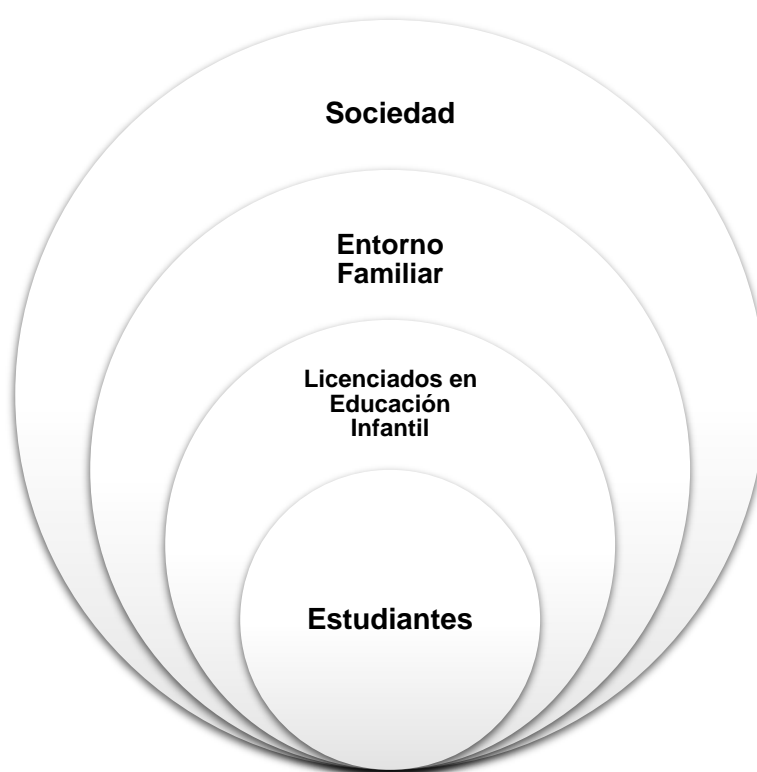 Sociedad
Entorno
Familiar
Licenciados en
Educación
Infantil
Estudiantes